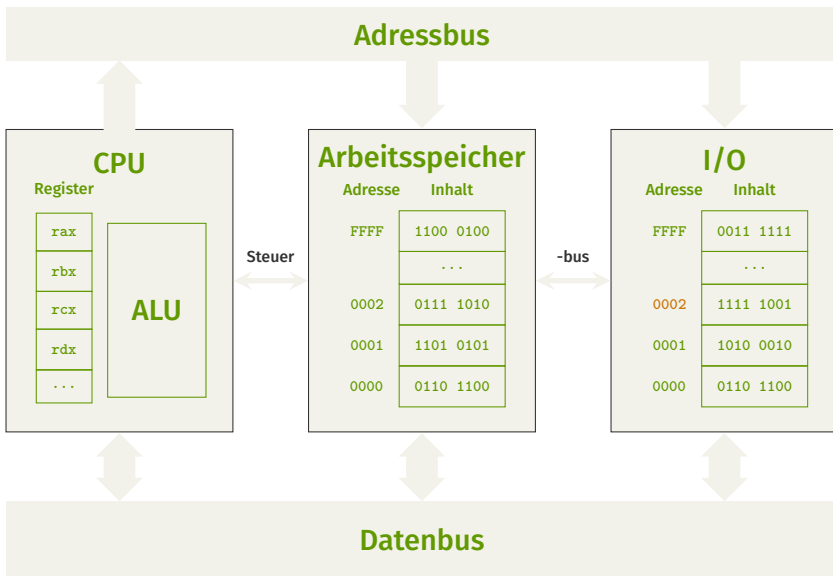 Adressbus
CPU
Register
rax
rbx
rcx
rdx
...
ALU
Steuer
Arbeitsspeicher
Adresse Inhalt
FFFF 1100 0100
...
0002 0111 1010
0001 1101 0101
0000 0110 1100
-bus
I/O
Adresse Inhalt
FFFF 0011 1111
...
0002 1111 1001
0001 1010 0010
0000 0110 1100
Datenbus